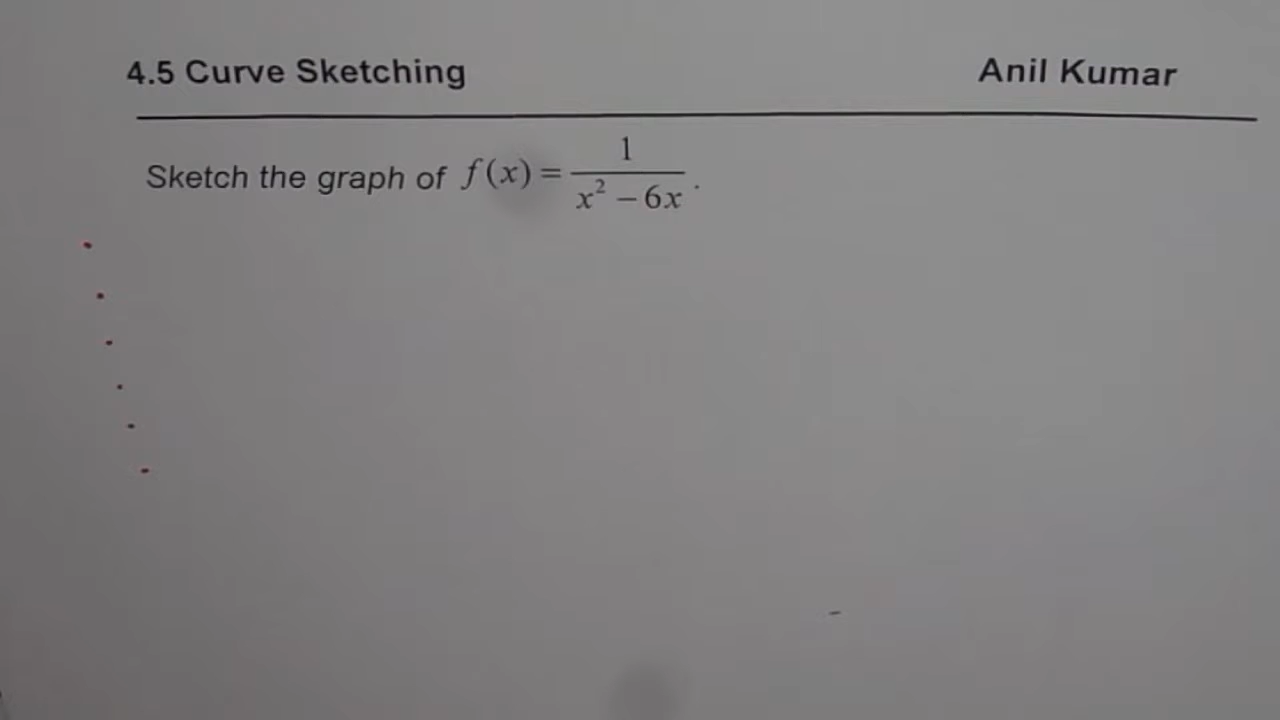 4.5 Curve Sketching Anil Kumar
Sketch the graph of f(x) = 1/(x² − 6x).